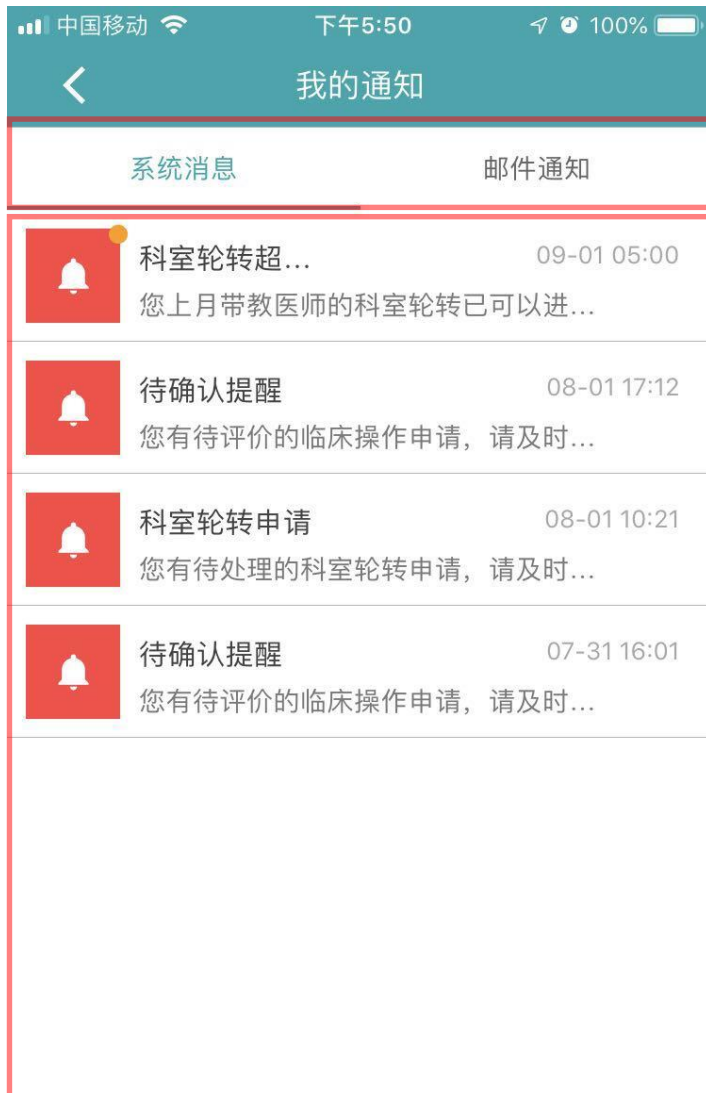 中国移动 下午5:50 100%
我的通知
系统消息 邮件通知
科室轮转超... 09-01 05:00
您上月带教医师的科室轮转已可以进...
待确认提醒 08-01 17:12
您有待评价的临床操作申请，请及时...
科室轮转申请 08-01 10:21
您有待处理的科室轮转申请，请及时...
待确认提醒 07-31 16:01
您有待评价的临床操作申请，请及时...